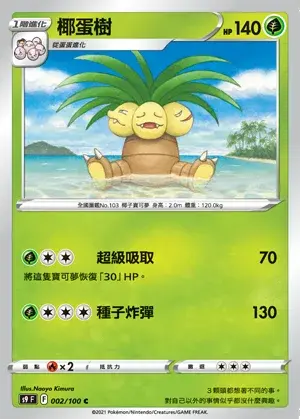 1階進化
椰蛋樹
HP 140
從蛋蛋進化
全國圖鑑No.103 椰子寶可夢 身高：2.0m 體重：120.0kg
超級吸取 70
將這隻寶可夢恢復「30」HP。
種子炸彈 130
弱點 ×2 抵抗力 撤退
Illus.Naoyo Kimura
s9 F F 002/100 C
3顆頭都想著不同的事情，
對自己以外的事情似乎都沒什麼興趣。
©2021 Pokémon/Nintendo/Creatures/GAME FREAK.